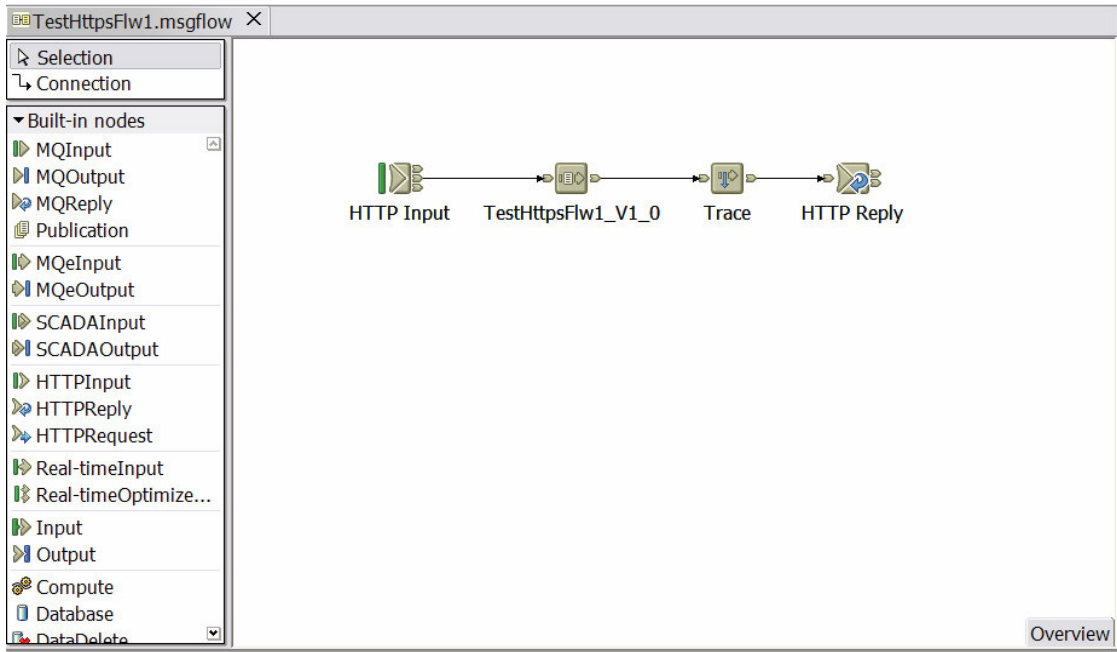 TestHttpsFlw1.msgflow
Selection
Connection
Built-in nodes
MQInput
MQOutput
MQReply
Publication
MQeInput
MQeOutput
SCADAInput
SCADAOutput
HTTPInput
HTTPReply
HTTPRequest
Real-timeInput
Real-timeOptimize...
Input
Output
Compute
Database
DataDelete
HTTP Input TestHttpsFlw1_V1_0 Trace HTTP Reply
Overview